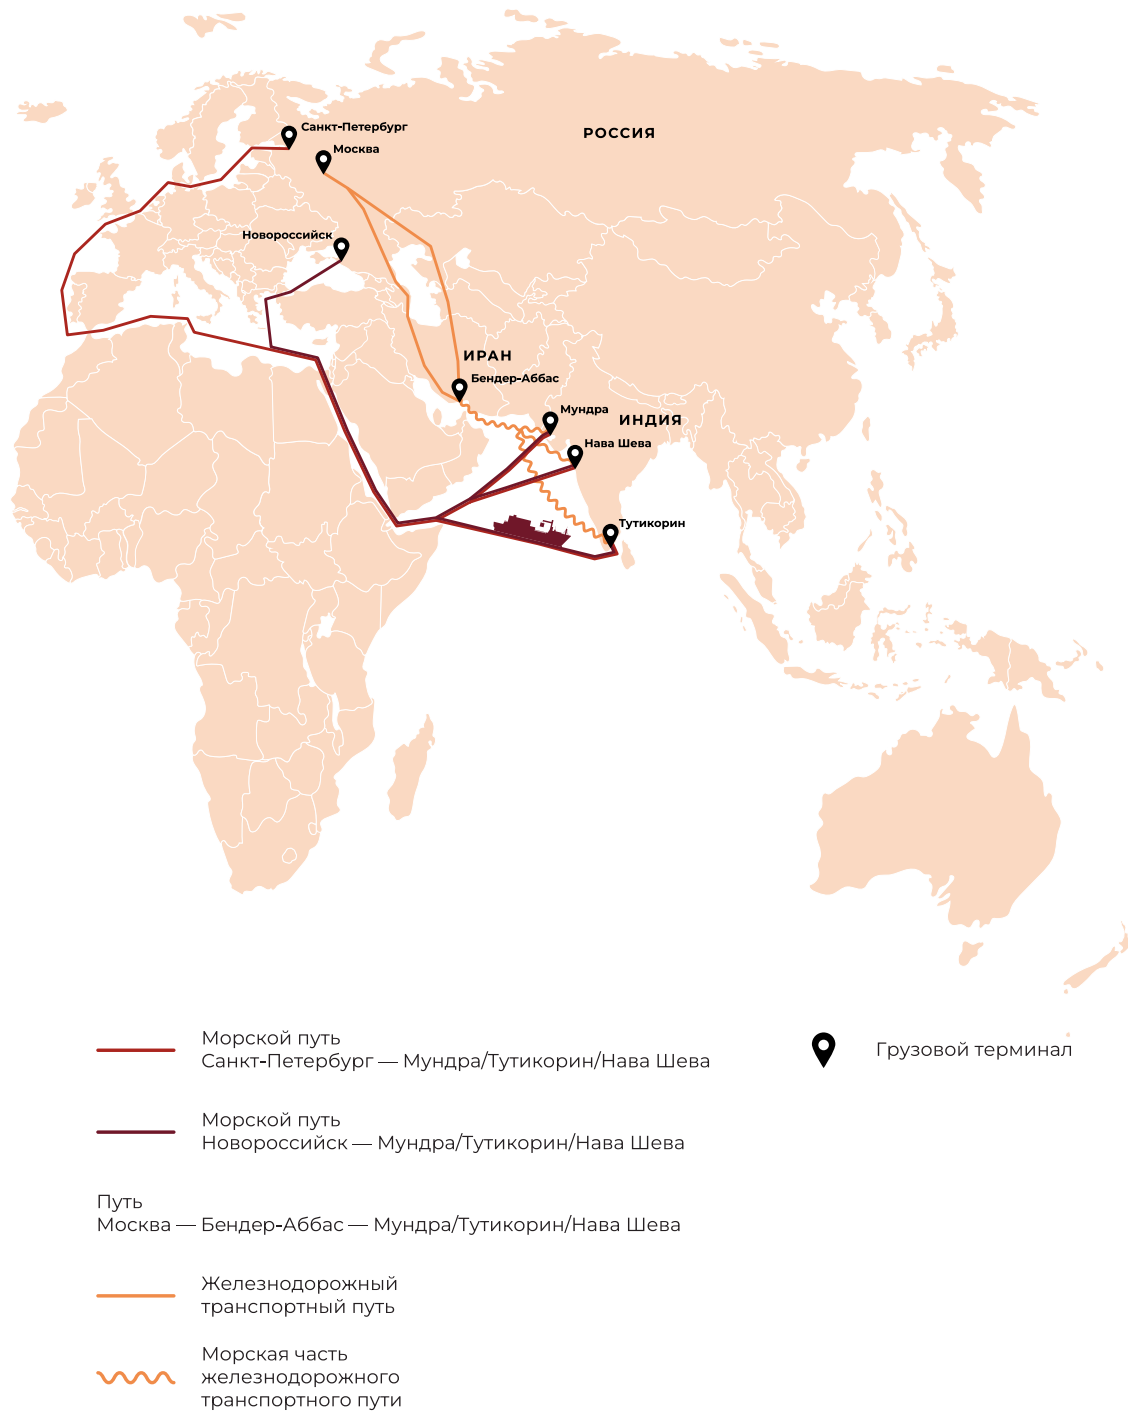 Санкт-Петербург
РОССИЯ
Москва
Новороссийск
ИРАН
Бендер-Аббас
Мундра
ИНДИЯ
Нава Шева
Тутикорин
Морской путь
Санкт-Петербург — Мундра/Тутикорин/Нава Шева
Грузовой терминал
Морской путь
Новороссийск — Мундра/Тутикорин/Нава Шева
Путь
Москва — Бендер-Аббас — Мундра/Тутикорин/Нава Шева
Железнодорожный
транспортный путь
Морская часть
железнодорожного
транспортного пути